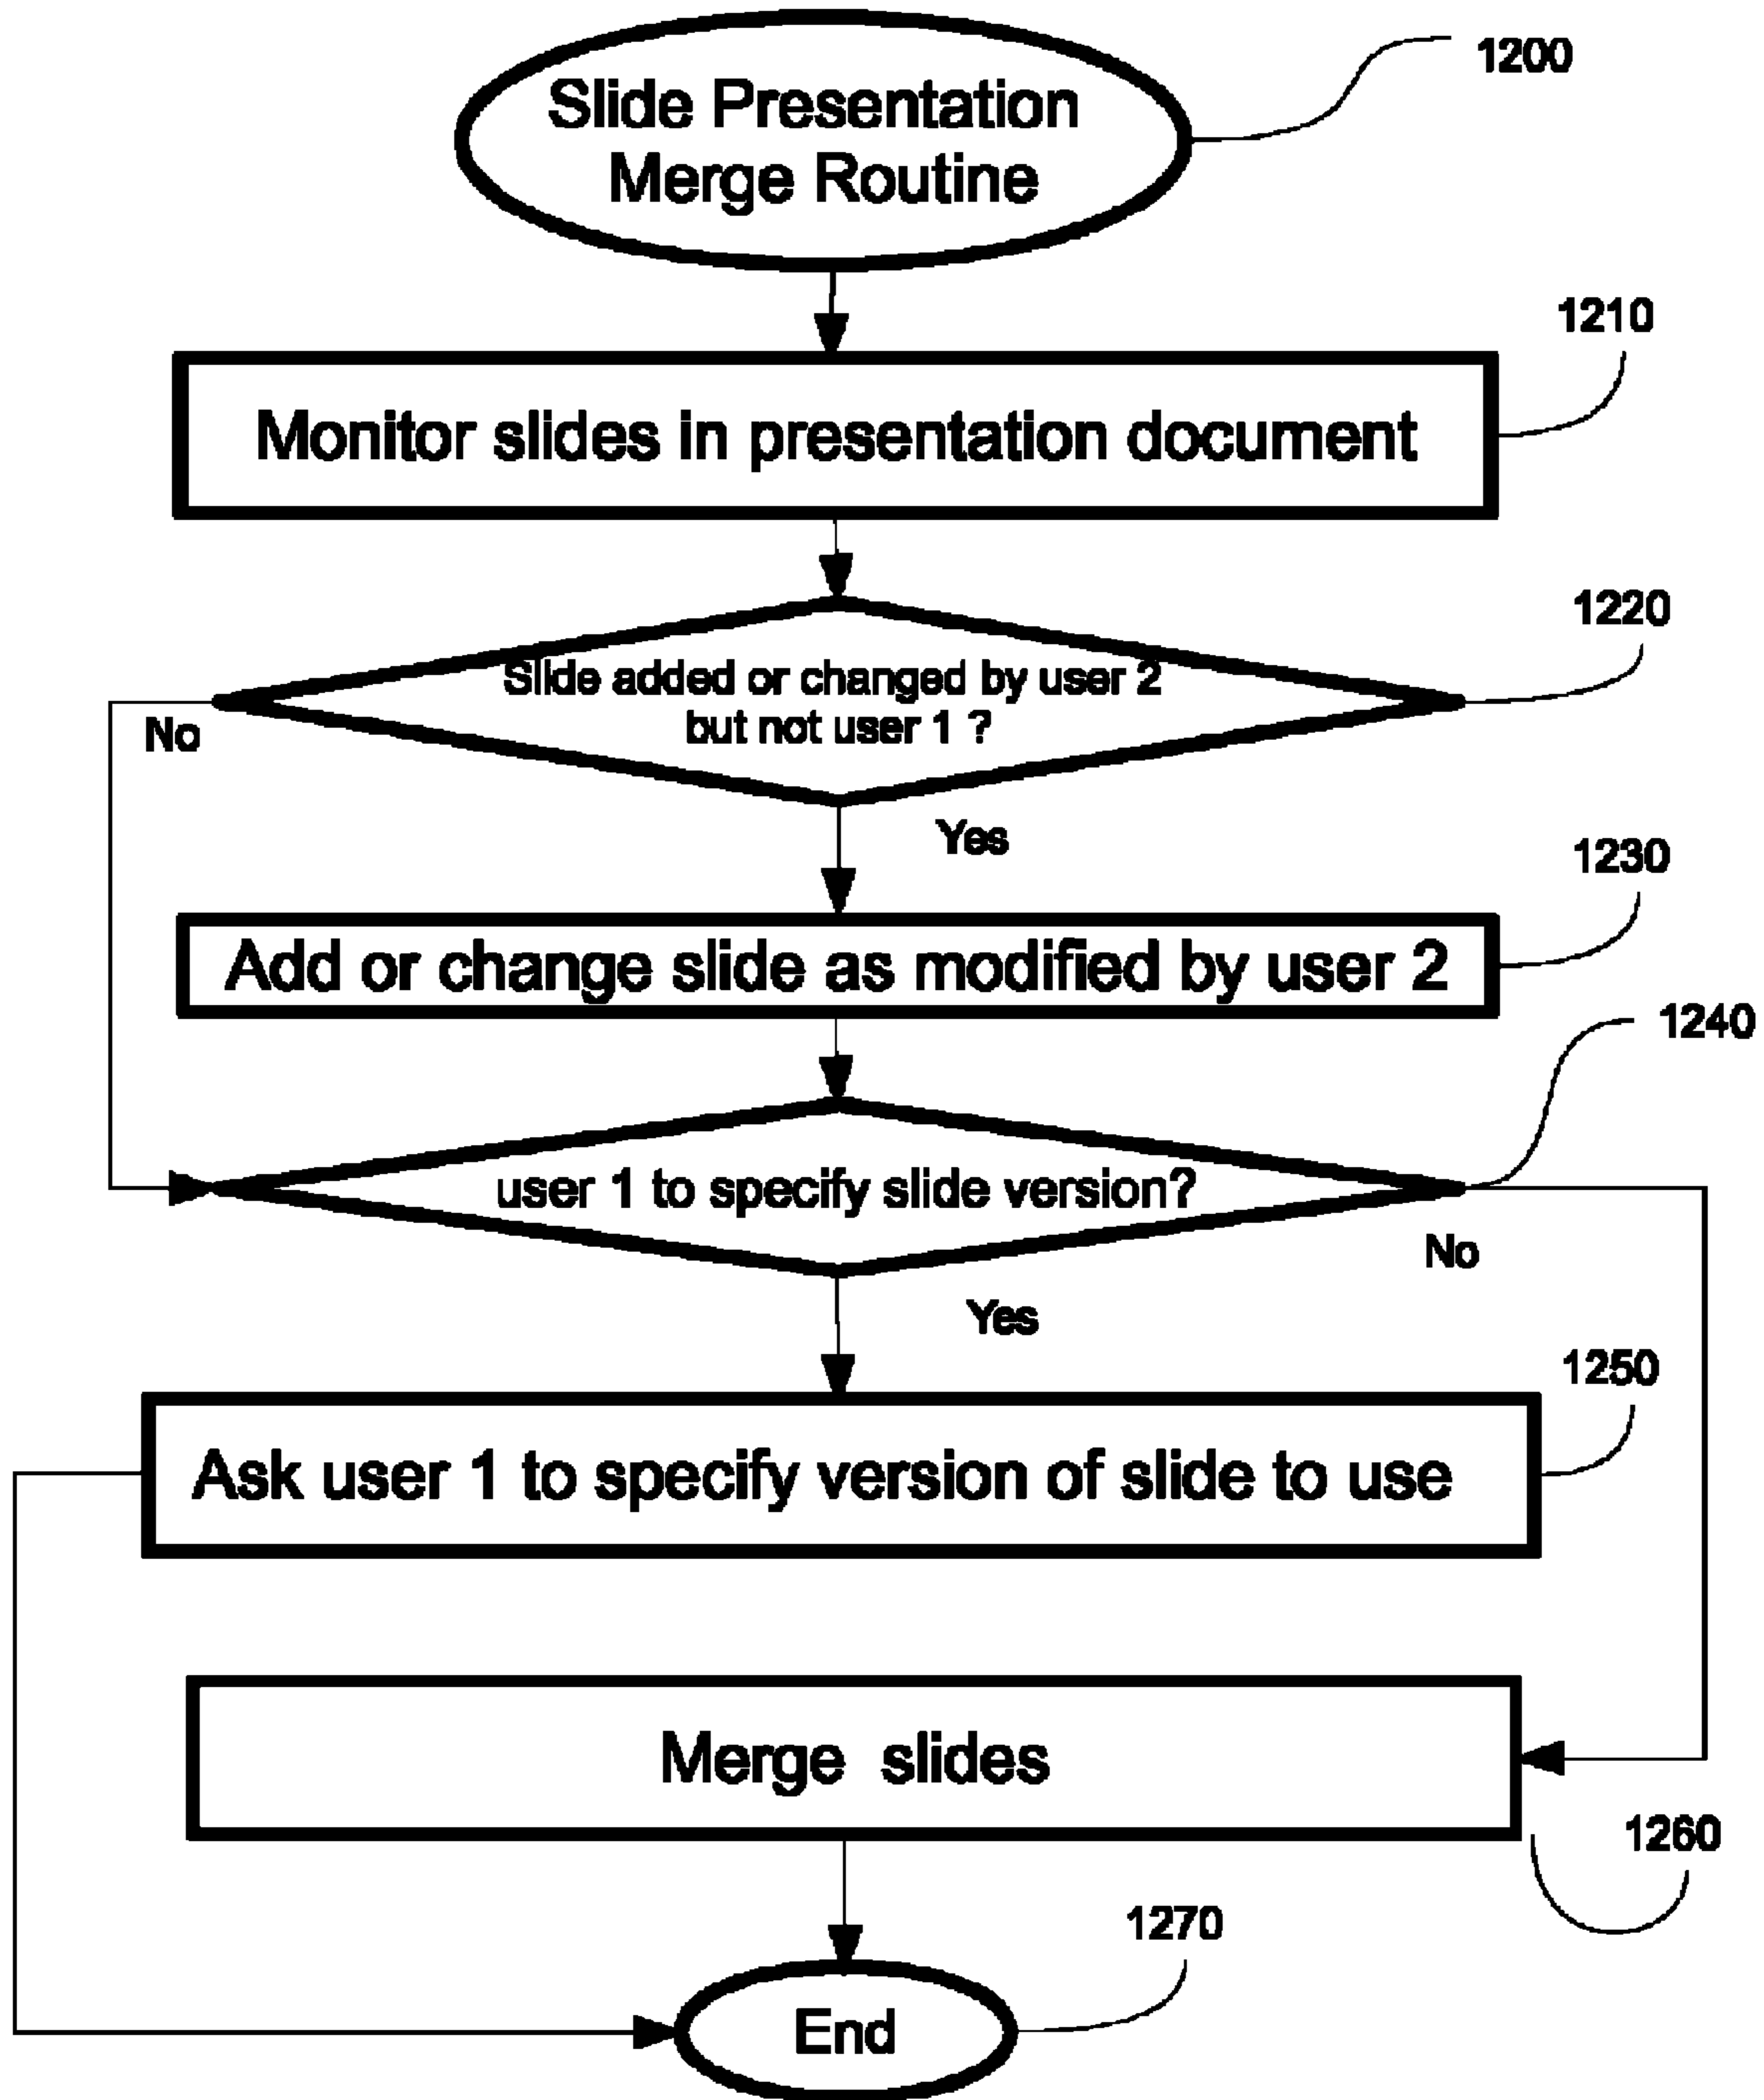 Slide Presentation
Merge Routine
1200
1210
Monitor slides in presentation document
1220
Slide added or changed by user 2
but not user 1 ?
No
Yes
1230
Add or change slide as modified by user 2
1240
user 1 to specify slide version?
No
Yes
1250
Ask user 1 to specify version of slide to use
Merge slides
1260
1270
End